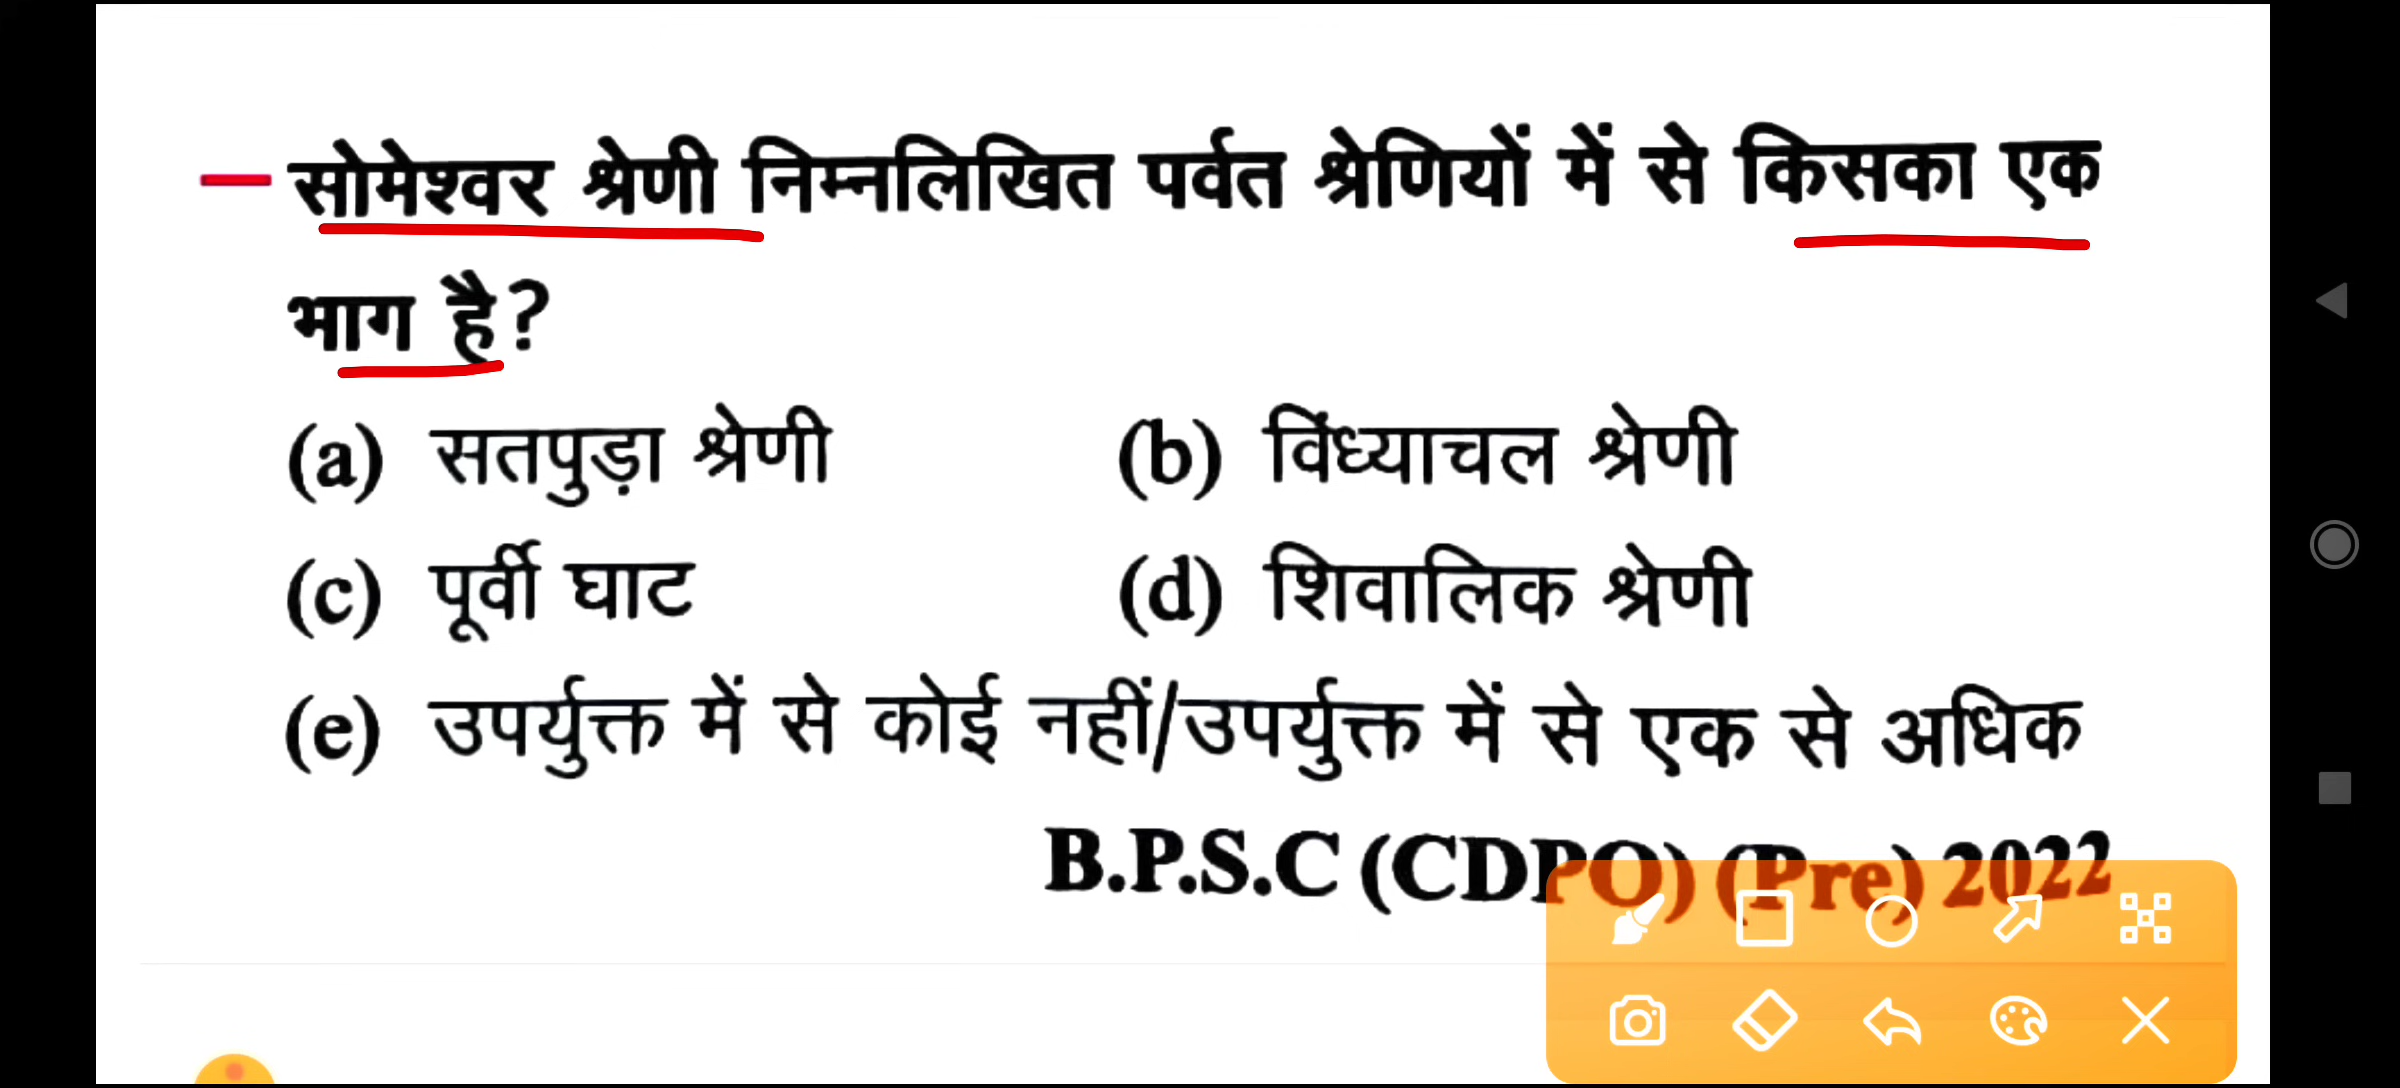 सोमेश्वर श्रेणी निम्नलिखित पर्वत श्रेणियों में से किसका एक
भाग है?
(a) सतपुड़ा श्रेणी (b) विंध्याचल श्रेणी
(c) पूर्वी घाट (d) शिवालिक श्रेणी
(e) उपर्युक्त में से कोई नहीं/उपर्युक्त में से एक से अधिक
B.P.S.C (CDPO) (Pre) 2022